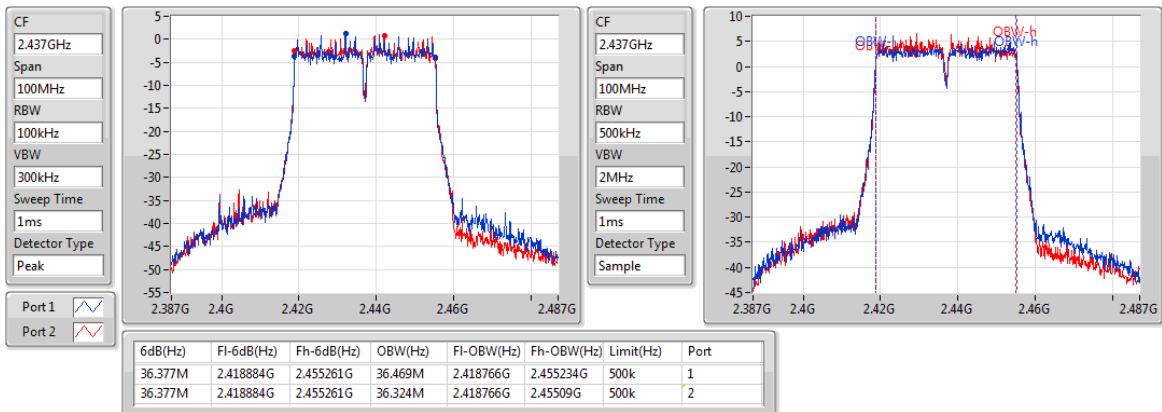 CF
2.437GHz
Span
100MHz
RBW
100kHz
VBW
300kHz
Sweep Time
1ms
Detector Type
Peak
Port 1
Port 2
5
0
-5
-10
-15
-20
-25
-30
-35
-40
-45
-50
-55
2.387G 2.4G 2.42G 2.44G 2.46G 2.487G
CF
2.437GHz
Span
100MHz
RBW
500kHz
VBW
2MHz
Sweep Time
1ms
Detector Type
Sample
10
5
0
-5
-10
-15
-20
-25
-30
-35
-40
-45
OBW-l
OBW-h
OBW-h
2.387G 2.4G 2.42G 2.44G 2.46G 2.487G
6dB(Hz) Fl-6dB(Hz) Fh-6dB(Hz) OBW(Hz) Fl-OBW(Hz) Fh-OBW(Hz) Limit(Hz) Port
36.377M 2.418884G 2.455261G 36.469M 2.418766G 2.455234G 500k 1
36.377M 2.418884G 2.455261G 36.324M 2.418766G 2.45509G 500k 2